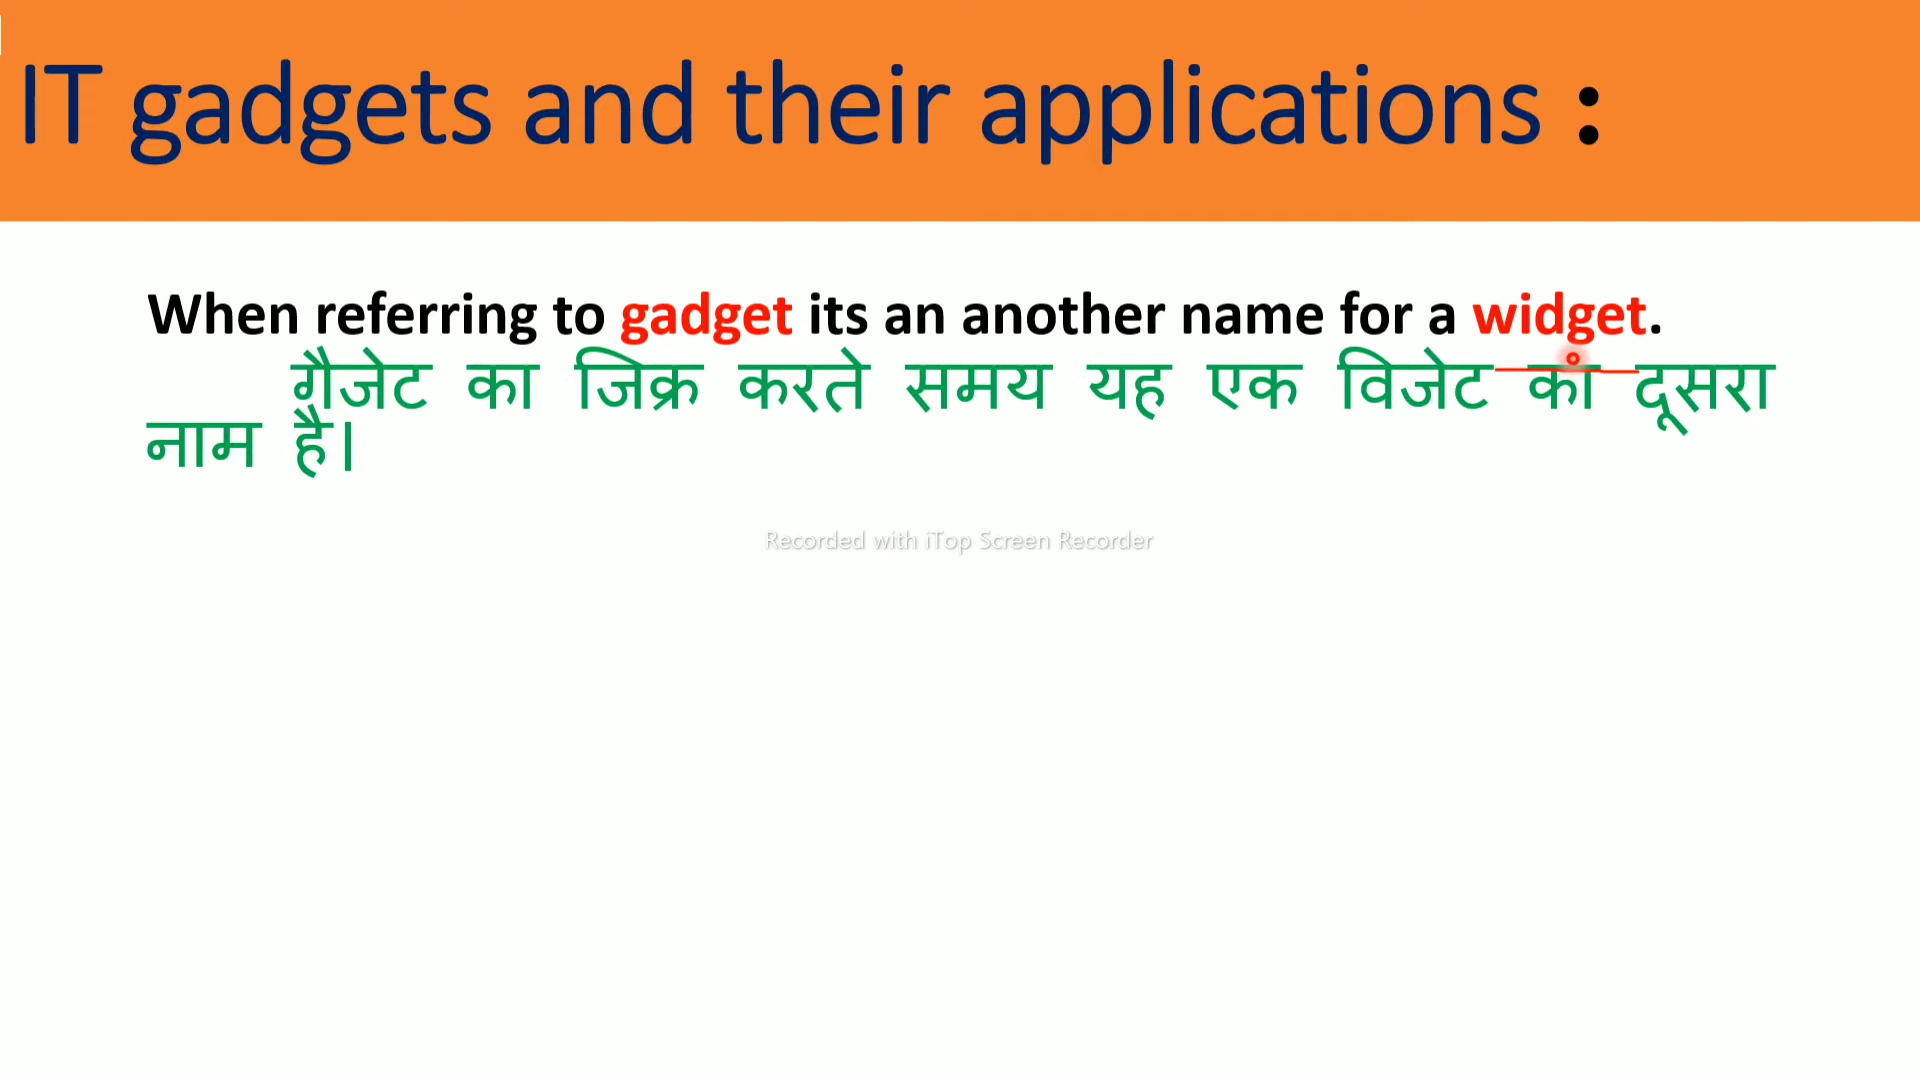 IT gadgets and their applications :
When referring to gadget its an another name for a widget.
गैजेट का जिक्र करते समय यह एक विजेट का दूसरा
नाम है।
Recorded with iTop Screen Recorder